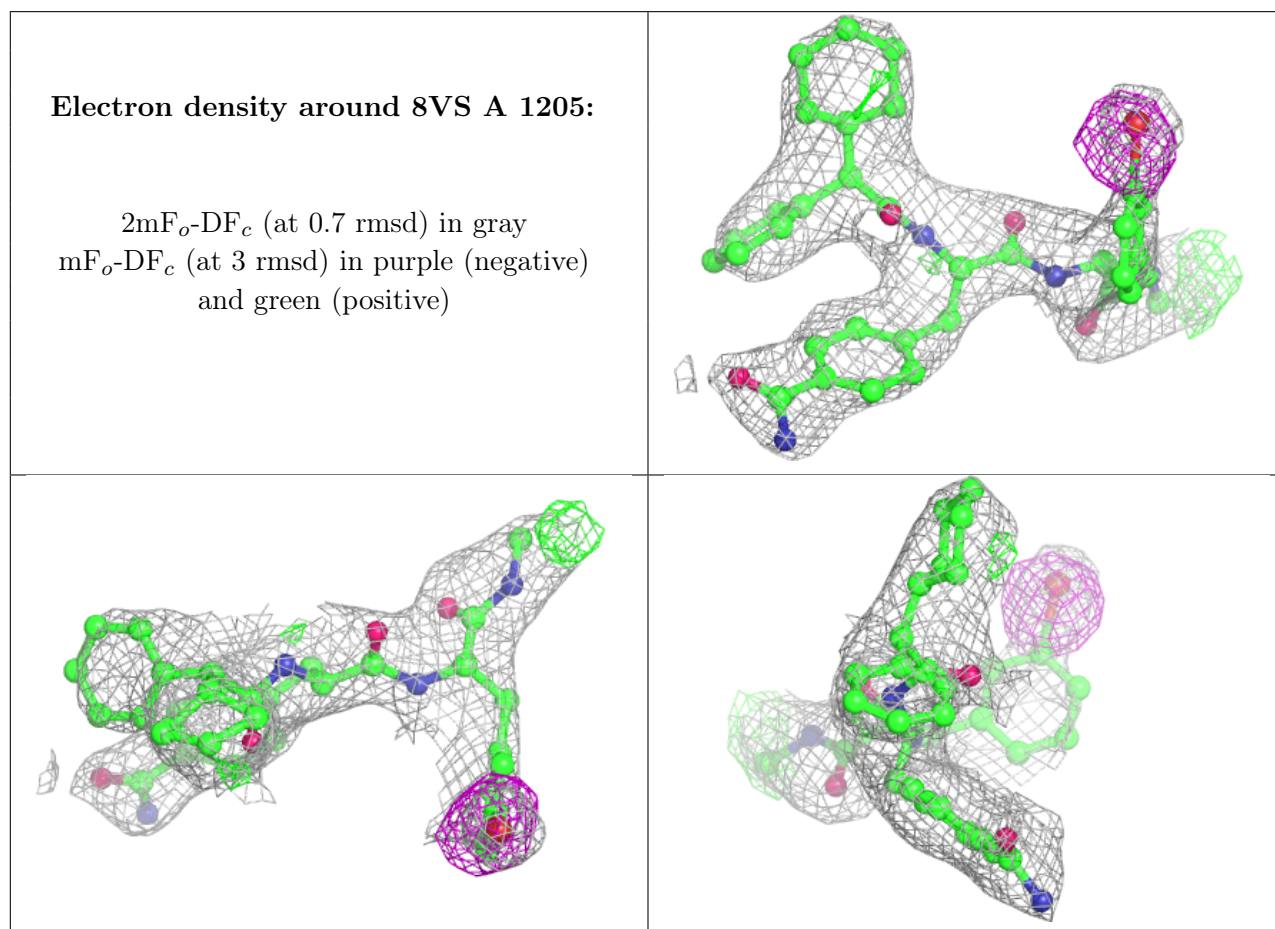 Electron density around 8VS A 1205:
2mFo-DFc (at 0.7 rmsd) in gray
mFo-DFc (at 3 rmsd) in purple (negative)
and green (positive)